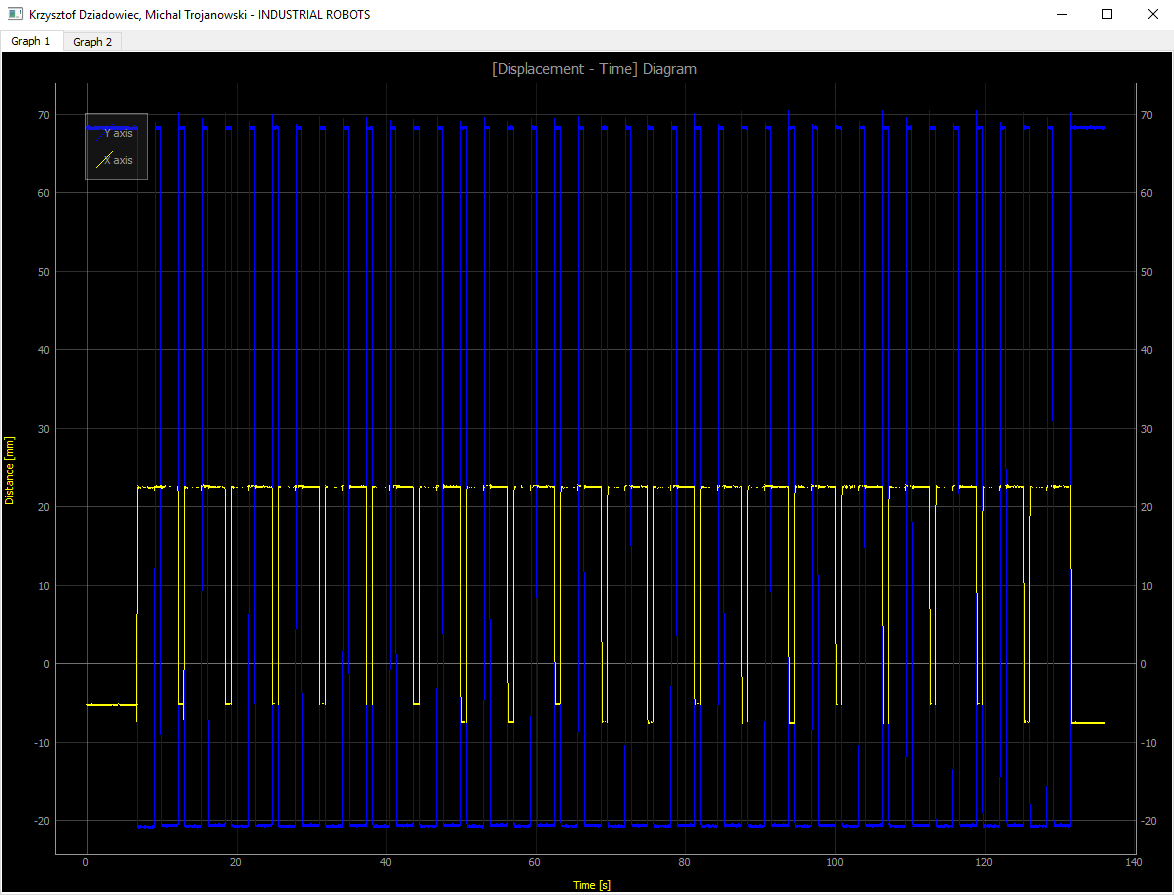 Krzysztof Dziadowiec, Michal Trojanowski - INDUSTRIAL ROBOTS
Graph 1 Graph 2
[Displacement - Time] Diagram
70 70
Y axis
X axis
60 60
50 50
40 40
30 30
Distance [mm]
20 20
10 10
0 0
-10 -10
-20 -20
0 20 40 60 80 100 120 140
Time [s]